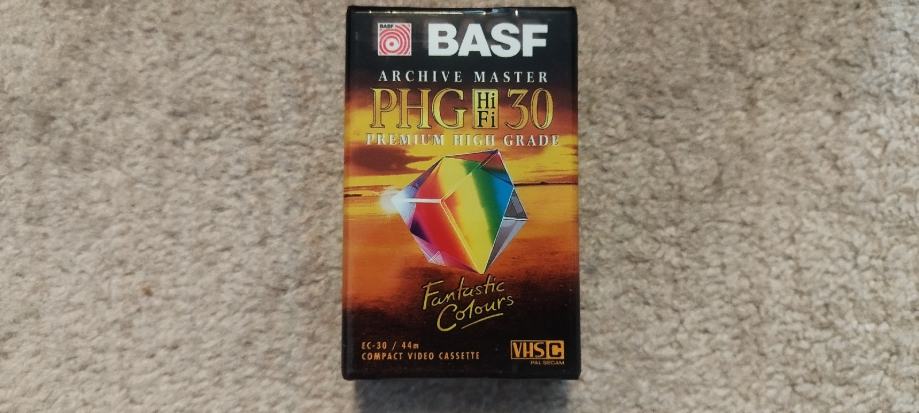 BASF
BASF
ARCHIVE MASTER
PHG Hi Fi 30
PREMIUM HIGH GRADE
Fantastic
Colours
EC-30 / 44m
COMPACT VIDEO CASSETTE
VHS C
PAL-SECAM